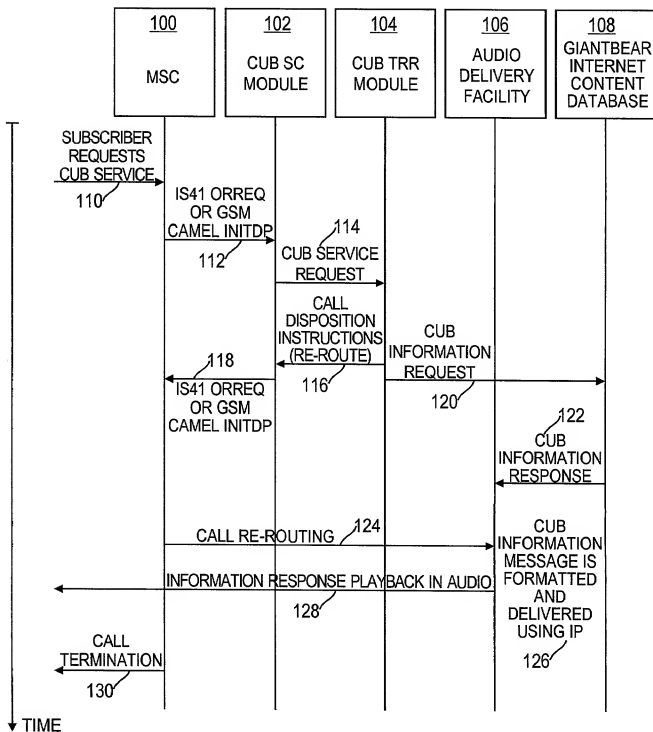 100
MSC
102
CUB SC
MODULE
104
CUB TRR
MODULE
106
AUDIO
DELIVERY
FACILITY
108
GIANTBEAR
INTERNET
CONTENT
DATABASE
SUBSCRIBER
REQUESTS
CUB SERVICE
110
IS41 ORREQ
OR GSM
CAMEL INITDP
112
114
CUB SERVICE
REQUEST
CALL
DISPOSITION
INSTRUCTIONS
(RE-ROUTE)
116
118
IS41 ORREQ
OR GSM
CAMEL INITDP
CUB
INFORMATION
REQUEST
120
122
CUB
INFORMATION
RESPONSE
CALL RE-ROUTING
124
CUB
INFORMATION
MESSAGE IS
FORMATTED
AND
DELIVERED
USING IP
126
INFORMATION RESPONSE PLAYBACK IN AUDIO
128
CALL
TERMINATION
130
TIME